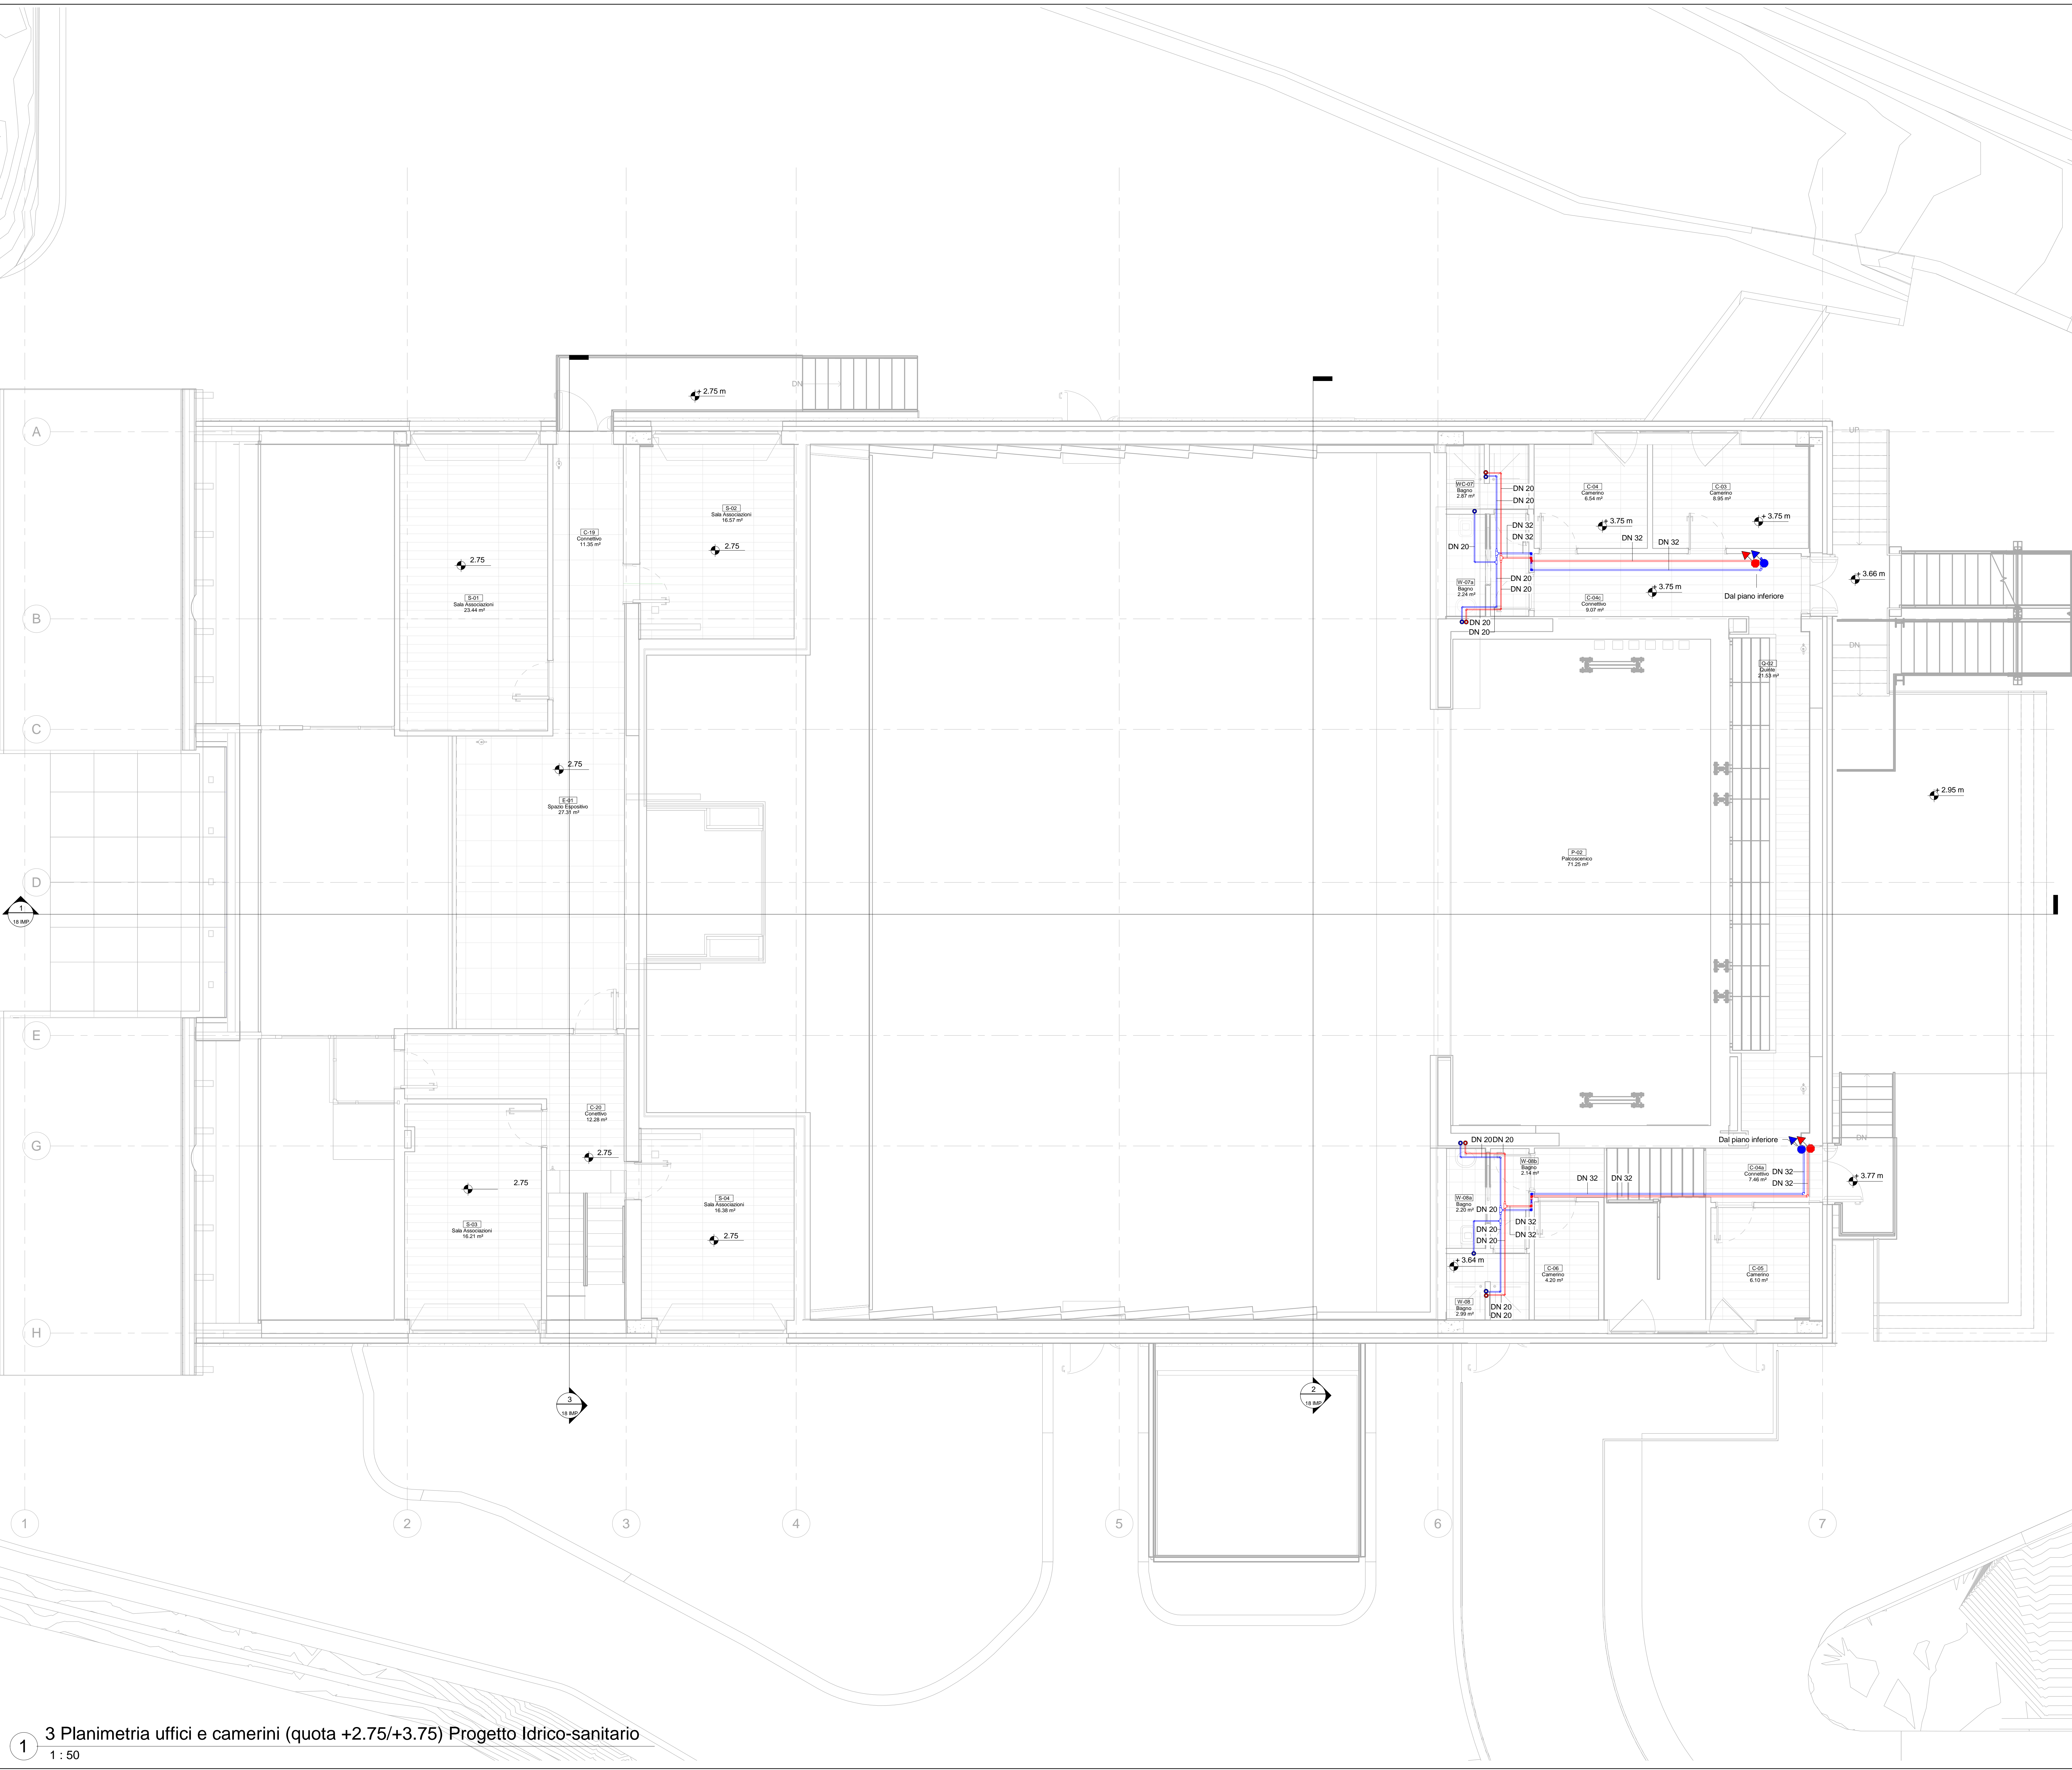 DN
+ 2.75 m
A
UP
WC-07
Bagno
2.87 m²
DN 20
DN 20
C-04
Camerino
6.54 m²
C-03
Camerino
8.95 m²
S-02
Sala Associazioni
16.57 m²
C-19
Connettivo
11.35 m²
2.75
2.75
DN 32
DN 32
DN 20
+ 3.75 m
+ 3.75 m
DN 32
DN 32
+ 3.66 m
W-07a
Bagno
2.24 m²
DN 20
DN 20
+ 3.75 m
Dal piano inferiore
S-01
Sala Associazioni
23.44 m²
C-04c
Connettivo
9.07 m²
B
DN 20
DN 20
DN
Q-02
Quinte
21.53 m²
C
2.75
E-01
Spazio Espositivo
27.31 m²
+ 2.95 m
P-02
Palcoscenico
71.25 m²
D
1
18 IMP
E
C-20
Conettivo
12.28 m²
G
DN 20
DN 20
Dal piano inferiore
DN
2.75
W-08b
Bagno
2.14 m²
C-04a
Connettivo
7.46 m²
DN 32
DN 32
DN 32
DN 32
+ 3.77 m
2.75
S-04
Sala Associazioni
16.38 m²
W-08a
Bagno
2.20 m²
DN 20
DN 32
DN 20
DN 32
DN 20
S-03
Sala Associazioni
16.21 m²
2.75
+ 3.64 m
C-06
Camerino
4.20 m²
C-05
Camerino
6.10 m²
W-08
Bagno
2.99 m²
DN 20
DN 20
H
3
18 IMP
2
18 IMP
1
2
3
4
5
6
7
1
3 Planimetria uffici e camerini (quota +2.75/+3.75) Progetto Idrico-sanitario
1 : 50